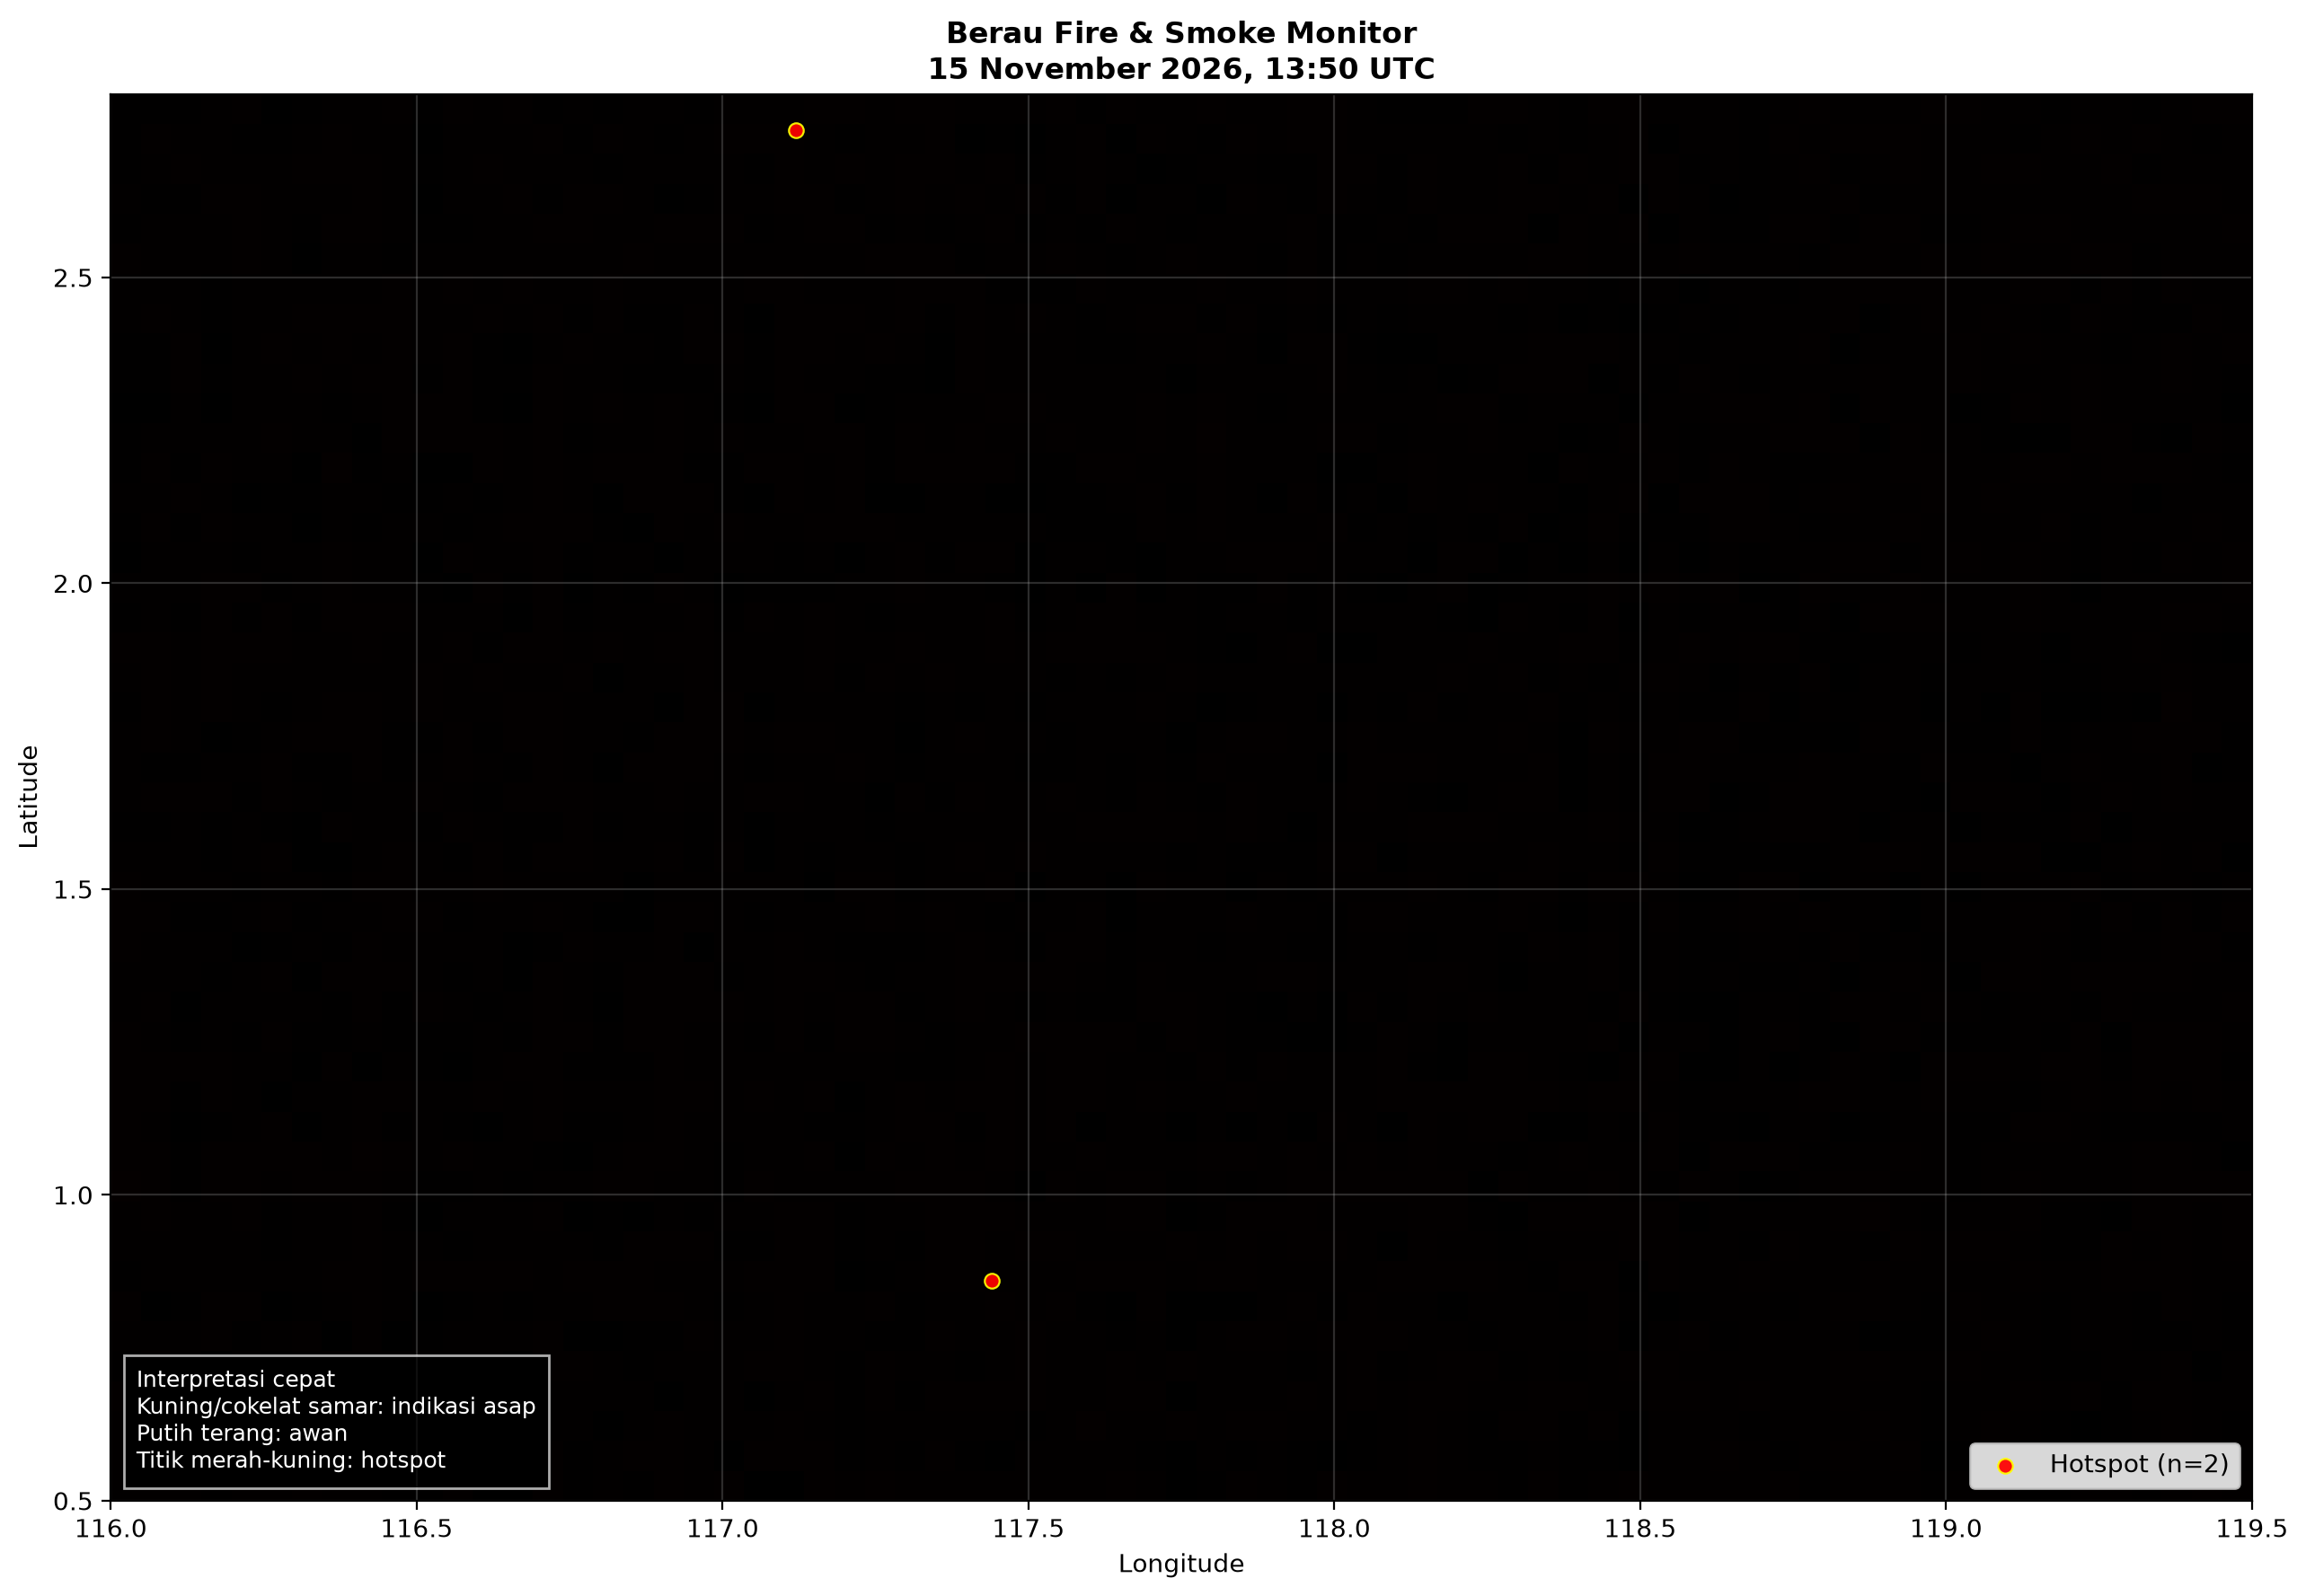 Berau Fire & Smoke Monitor
15 November 2026, 13:50 UTC
Latitude
2.5
2.0
1.5
1.0
0.5
Interpretasi cepat
Kuning/cokelat samar: indikasi asap
Putih terang: awan
Titik merah-kuning: hotspot
Hotspot (n=2)
116.0 116.5 117.0 117.5 118.0 118.5 119.0 119.5
Longitude